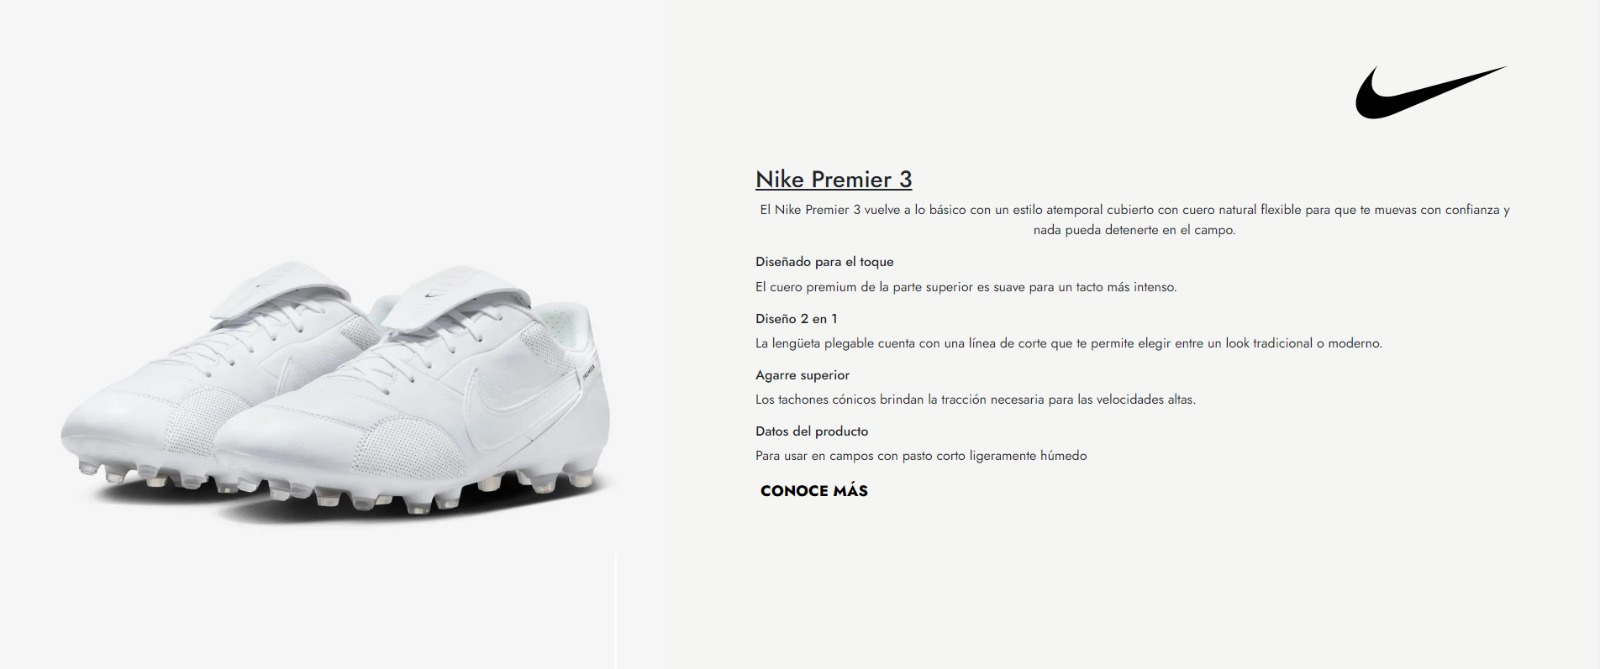 Nike Premier 3
El Nike Premier 3 vuelve a lo básico con un estilo atemporal cubierto con cuero natural flexible para que te muevas con confianza y
nada pueda detenerte en el campo.
Diseñado para el toque
El cuero premium de la parte superior es suave para un tacto más intenso.
Diseño 2 en 1
La lengüeta plegable cuenta con una línea de corte que te permite elegir entre un look tradicional o moderno.
Agarre superior
Los tachones cónicos brindan la tracción necesaria para las velocidades altas.
Datos del producto
Para usar en campos con pasto corto ligeramente húmedo
CONOCE MÁS